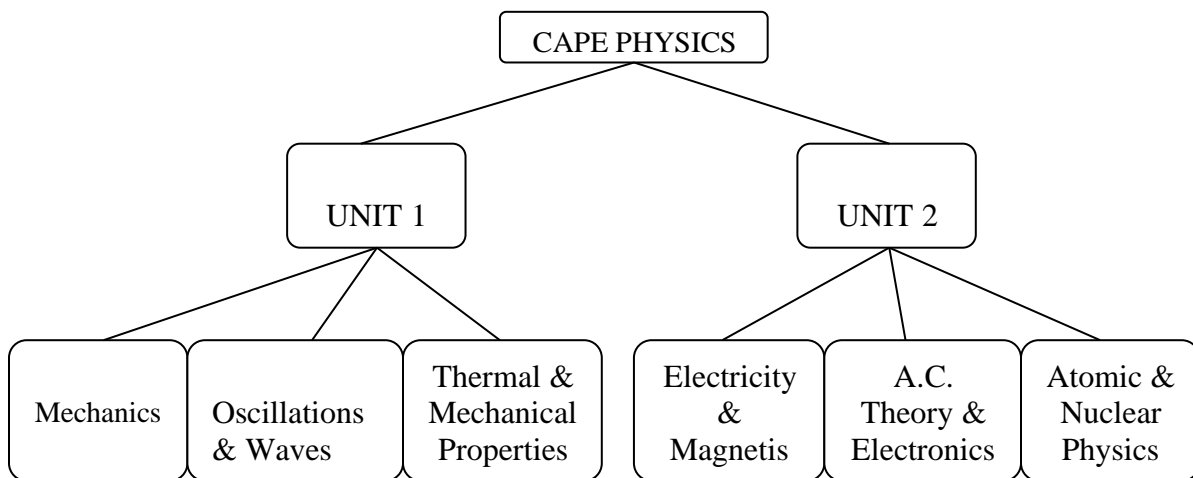 CAPE PHYSICS
UNIT 1
UNIT 2
Mechanics
Oscillations
& Waves
Thermal &
Mechanical
Properties
Electricity
&
Magnetis
A.C.
Theory &
Electronics
Atomic &
Nuclear
Physics